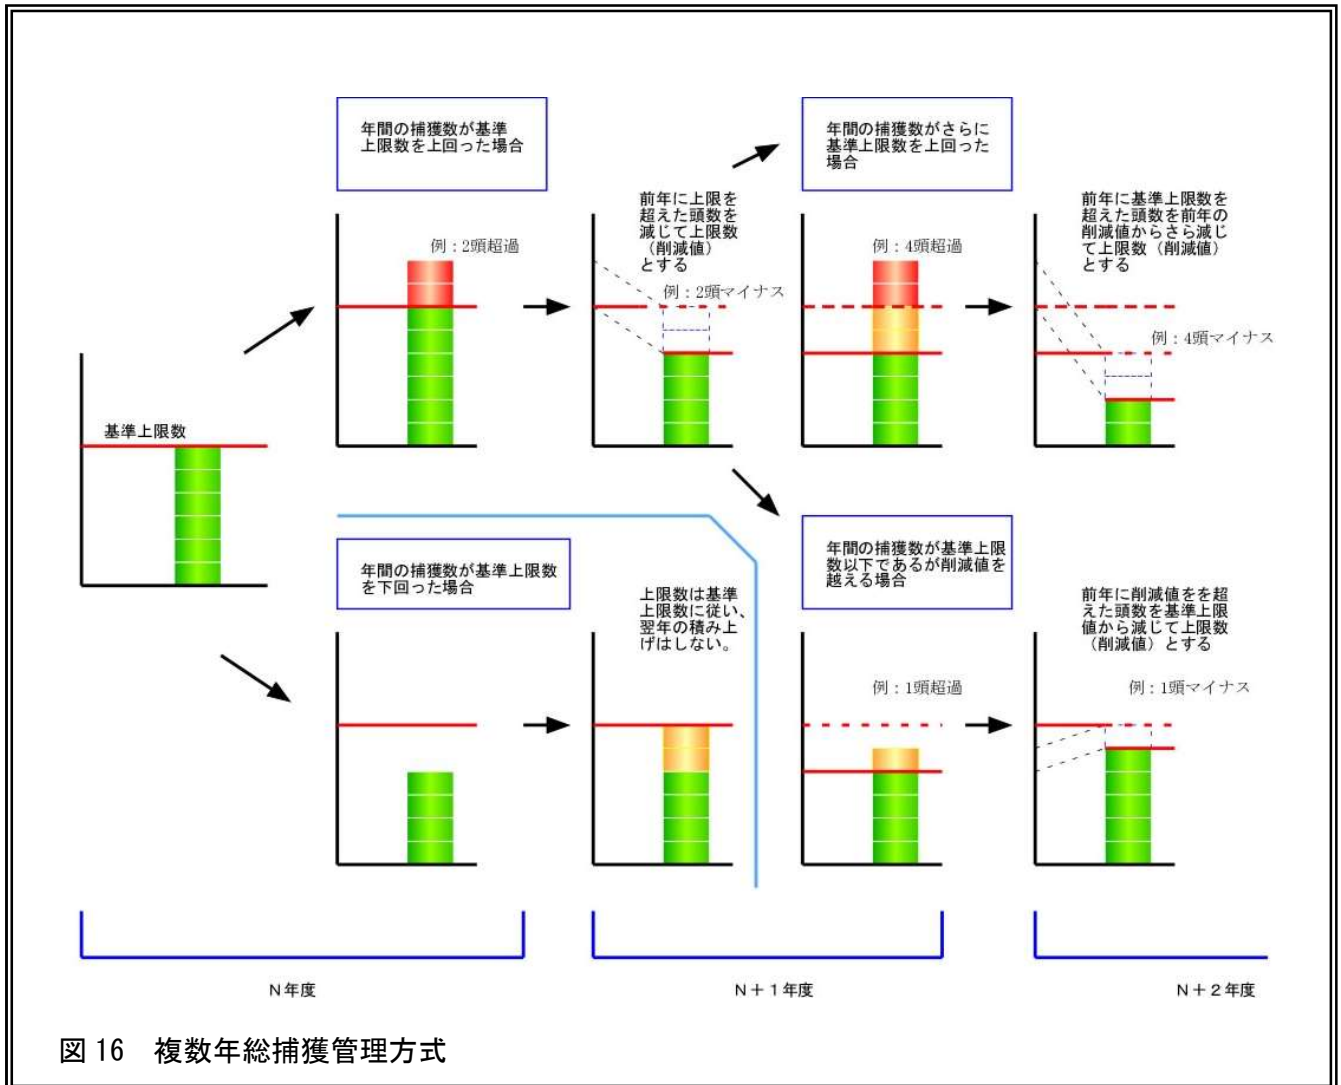 年間の捕獲数が基準
上限数を上回った場合
年間の捕獲数がさらに
基準上限数を上回った
場合
例：2頭超過
前年に上限を
超えた頭数を
減じて上限数
（削減値）
とする
例：2頭マイナス
例：4頭超過
前年に基準上限数を
超えた頭数を前年の
削減値からさら減じ
て上限数（削減値）
とする
例：4頭マイナス
基準上限数
年間の捕獲数が基準上限数
を下回った場合
上限数は基準
上限数に従い、
翌年の積み上
げはしない。
年間の捕獲数が基準上限
数以下であるが削減値を
越える場合
例：1頭超過
前年に削減値をを超
えた頭数を基準上限
値から減じて上限数
（削減値）とする
例：1頭マイナス
Ｎ年度
Ｎ＋１年度
Ｎ＋２年度
図 16　複数年総捕獲管理方式